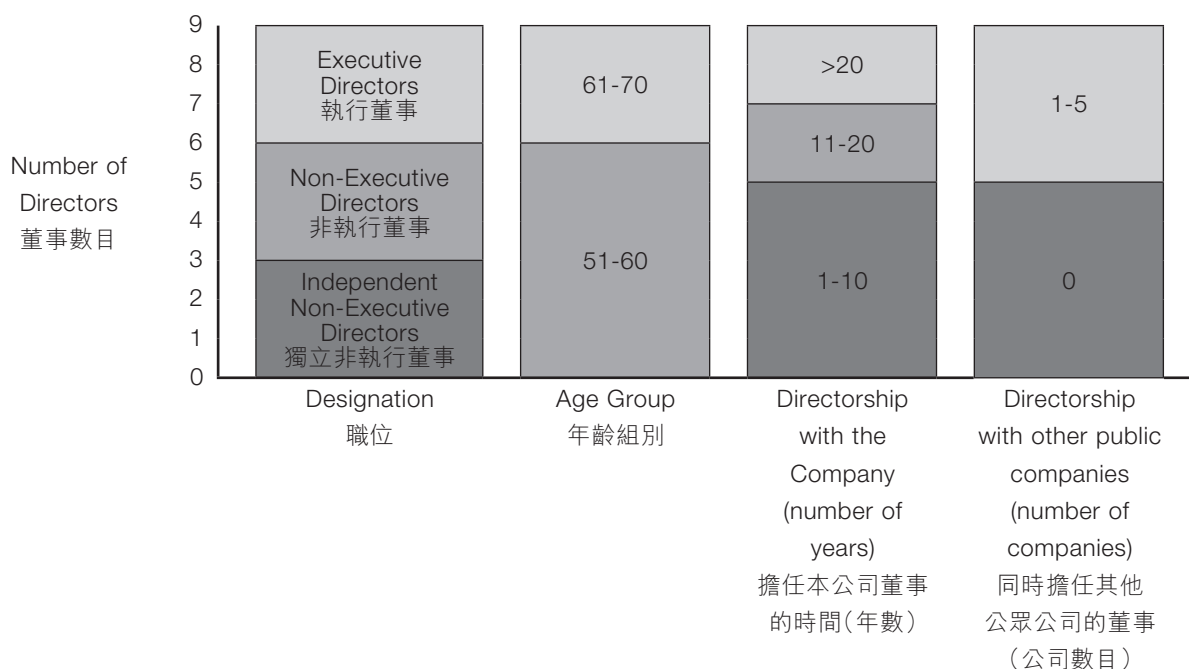 9
8
7
6
5
4
3
2
1
0
Number of
Directors
董事數目
Executive
Directors
執行董事
Non-Executive
Directors
非執行董事
Independent
Non-Executive
Directors
獨立非執行董事
61-70
51-60
>20
11-20
1-10
1-5
0
Designation
職位
Age Group
年齡組別
Directorship
with the
Company
(number of
years)
擔任本公司董事
的時間(年數)
Directorship
with other public
companies
(number of
companies)
同時擔任其他
公眾公司的董事
(公司數目)